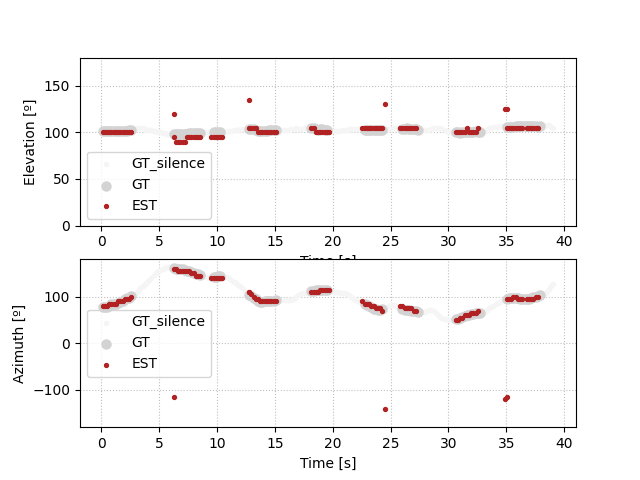 150
100
50
0
Elevation [º]
GT_silence
GT
EST
0 5 10 15 20 25 30 35 40
Time [s]
100
0
−100
Azimuth [º]
GT_silence
GT
EST
0 5 10 15 20 25 30 35 40
Time [s]